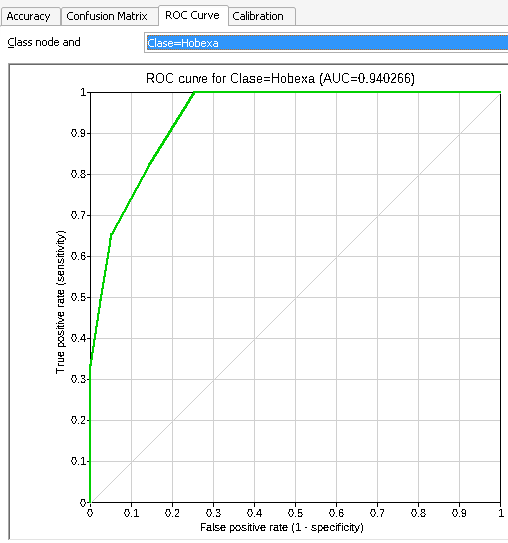 Accuracy Confusion Matrix ROC Curve Calibration
Class node and Clase=Hobexa
ROC curve for Clase=Hobexa (AUC=0.940266)
1
0.9
0.8
0.7
0.6
0.5
0.4
0.3
0.2
0.1
0
True positive rate (sensitivity)
0 0.1 0.2 0.3 0.4 0.5 0.6 0.7 0.8 0.9 1
False positive rate (1 - specificity)